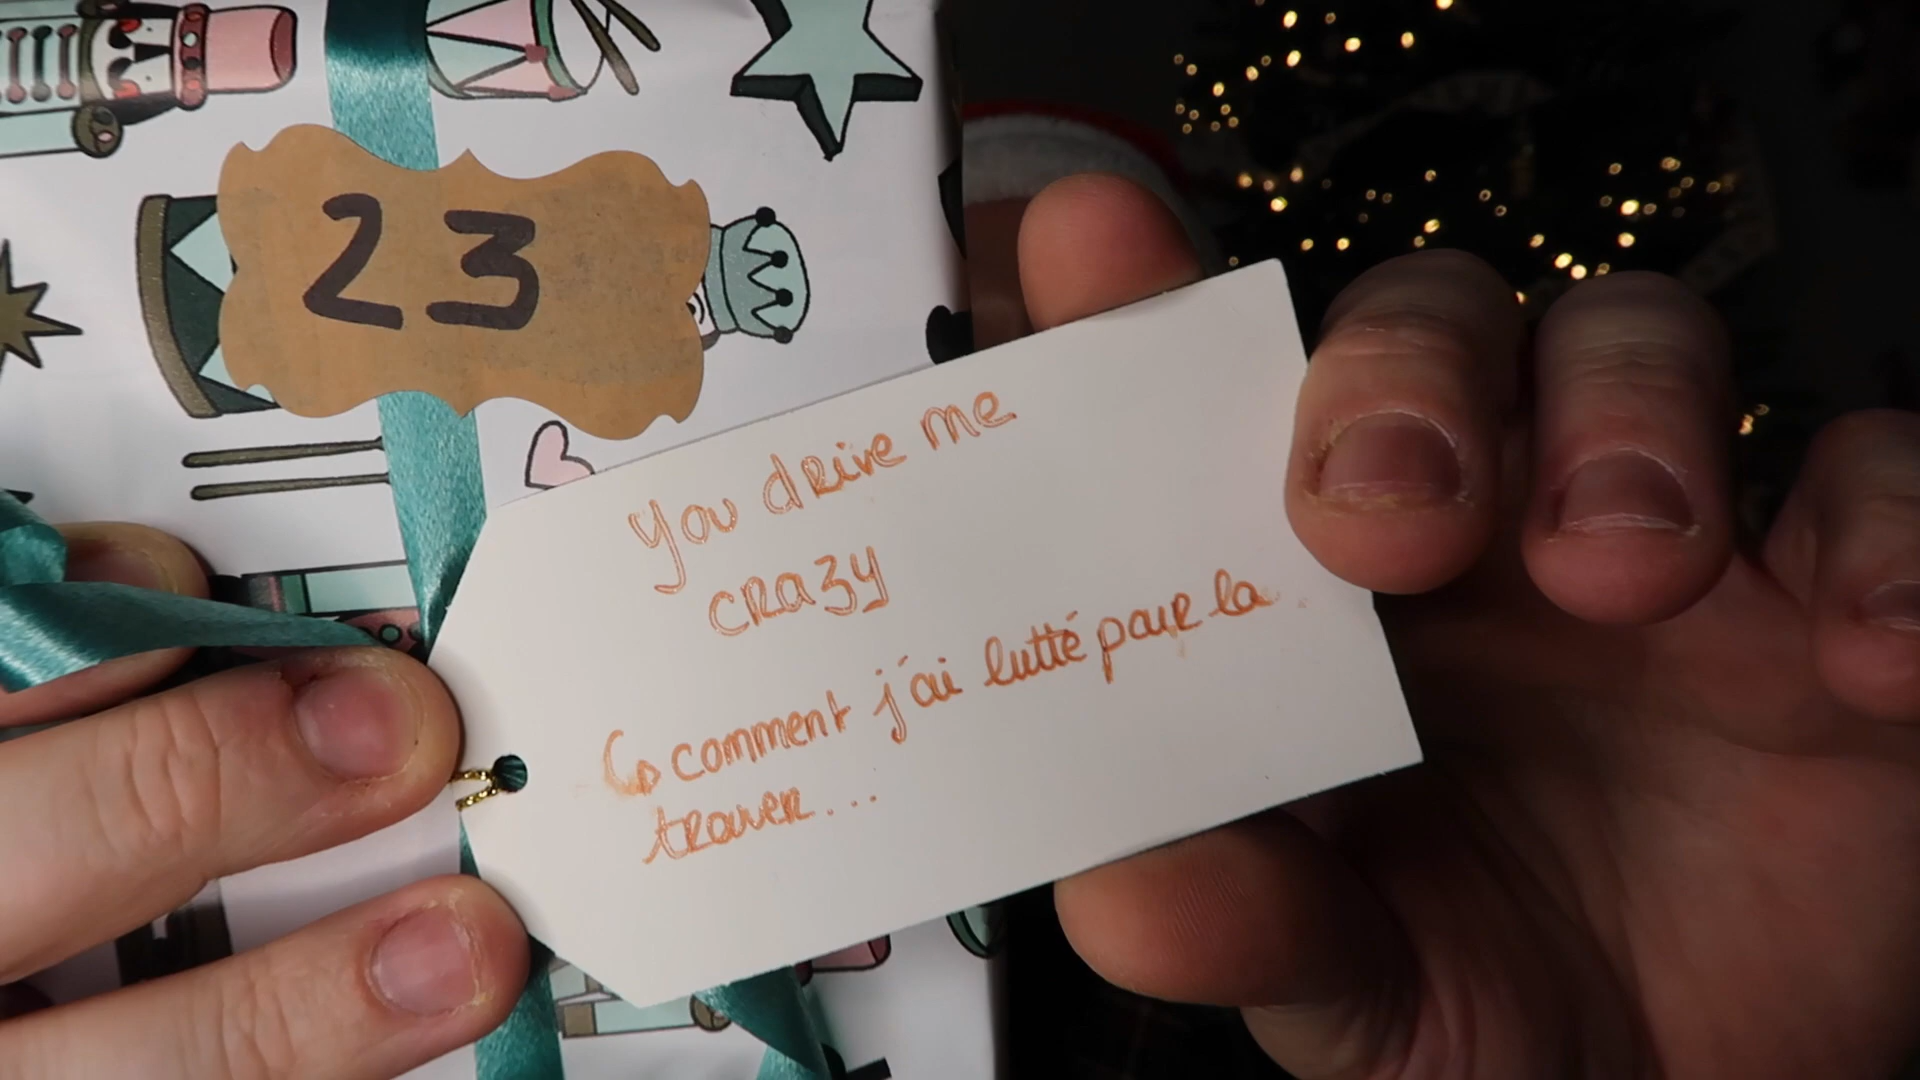 23
You drive me
crazy
↳ comment j'ai lutté pour la
trouver...